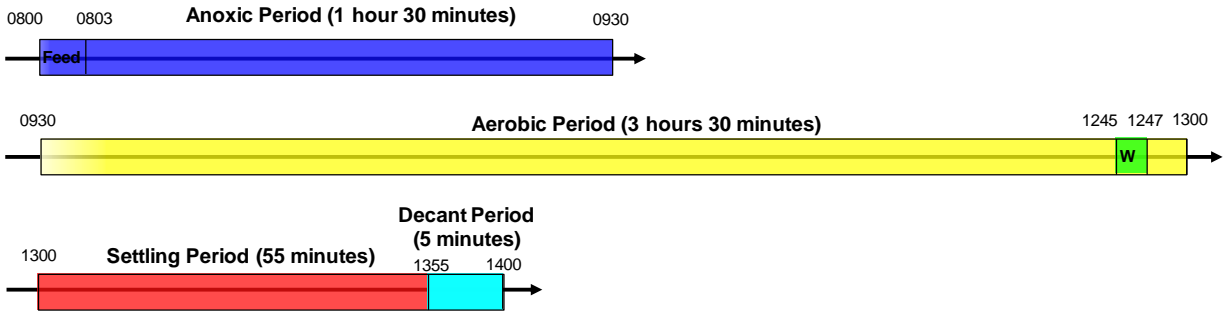 Anoxic Period (1 hour 30 minutes)
0800 0803 0930
Feed
Aerobic Period (3 hours 30 minutes)
0930 1245 1247 1300
W
Decant Period
(5 minutes)
Settling Period (55 minutes)
1300 1355 1400